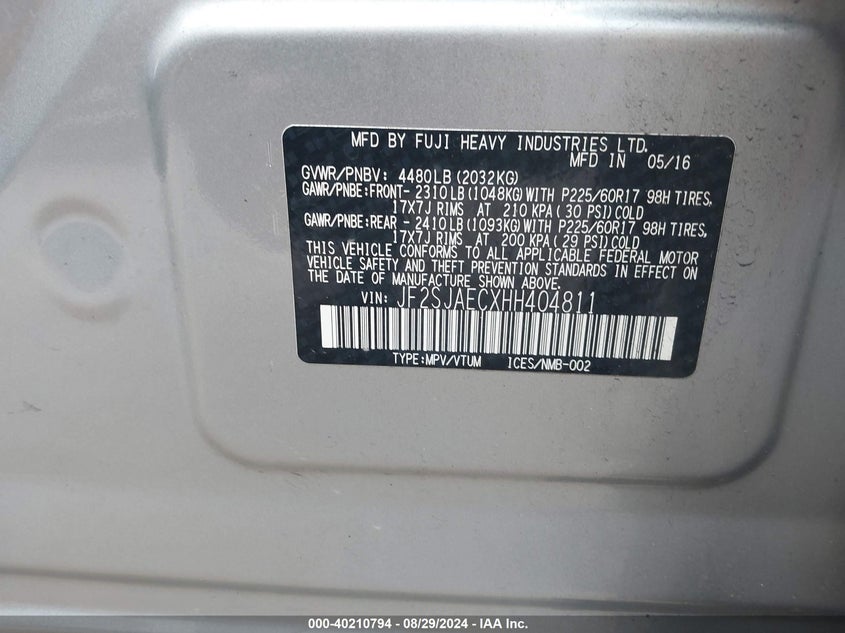 MFD BY FUJI HEAVY INDUSTRIES LTD.
MFD IN 05/16
GVWR/PNBV: 4480LB (2032KG)
GAWR/PNBE:FRONT- 2310LB (1048KG) WITH P225/60R17 98H TIRES,
17X7J RIMS AT 210 KPA ( 30 PSI) COLD
GAWR/PNBE:REAR - 2410LB (1093KG) WITH P225/60R17 98H TIRES,
17X7J RIMS AT 200 KPA ( 29 PSI) COLD
THIS VEHICLE CONFORMS TO ALL APPLICABLE FEDERAL MOTOR
VEHICLE SAFETY AND THEFT PREVENTION STANDARDS IN EFFECT ON
THE DATE OF MANUFACTURE SHOWN ABOVE.
VIN: JF2SJAECXHH404811
TYPE:MPV/VTUM ICES/NMB-002
000-40210794 - 08/29/2024 - IAA Inc.